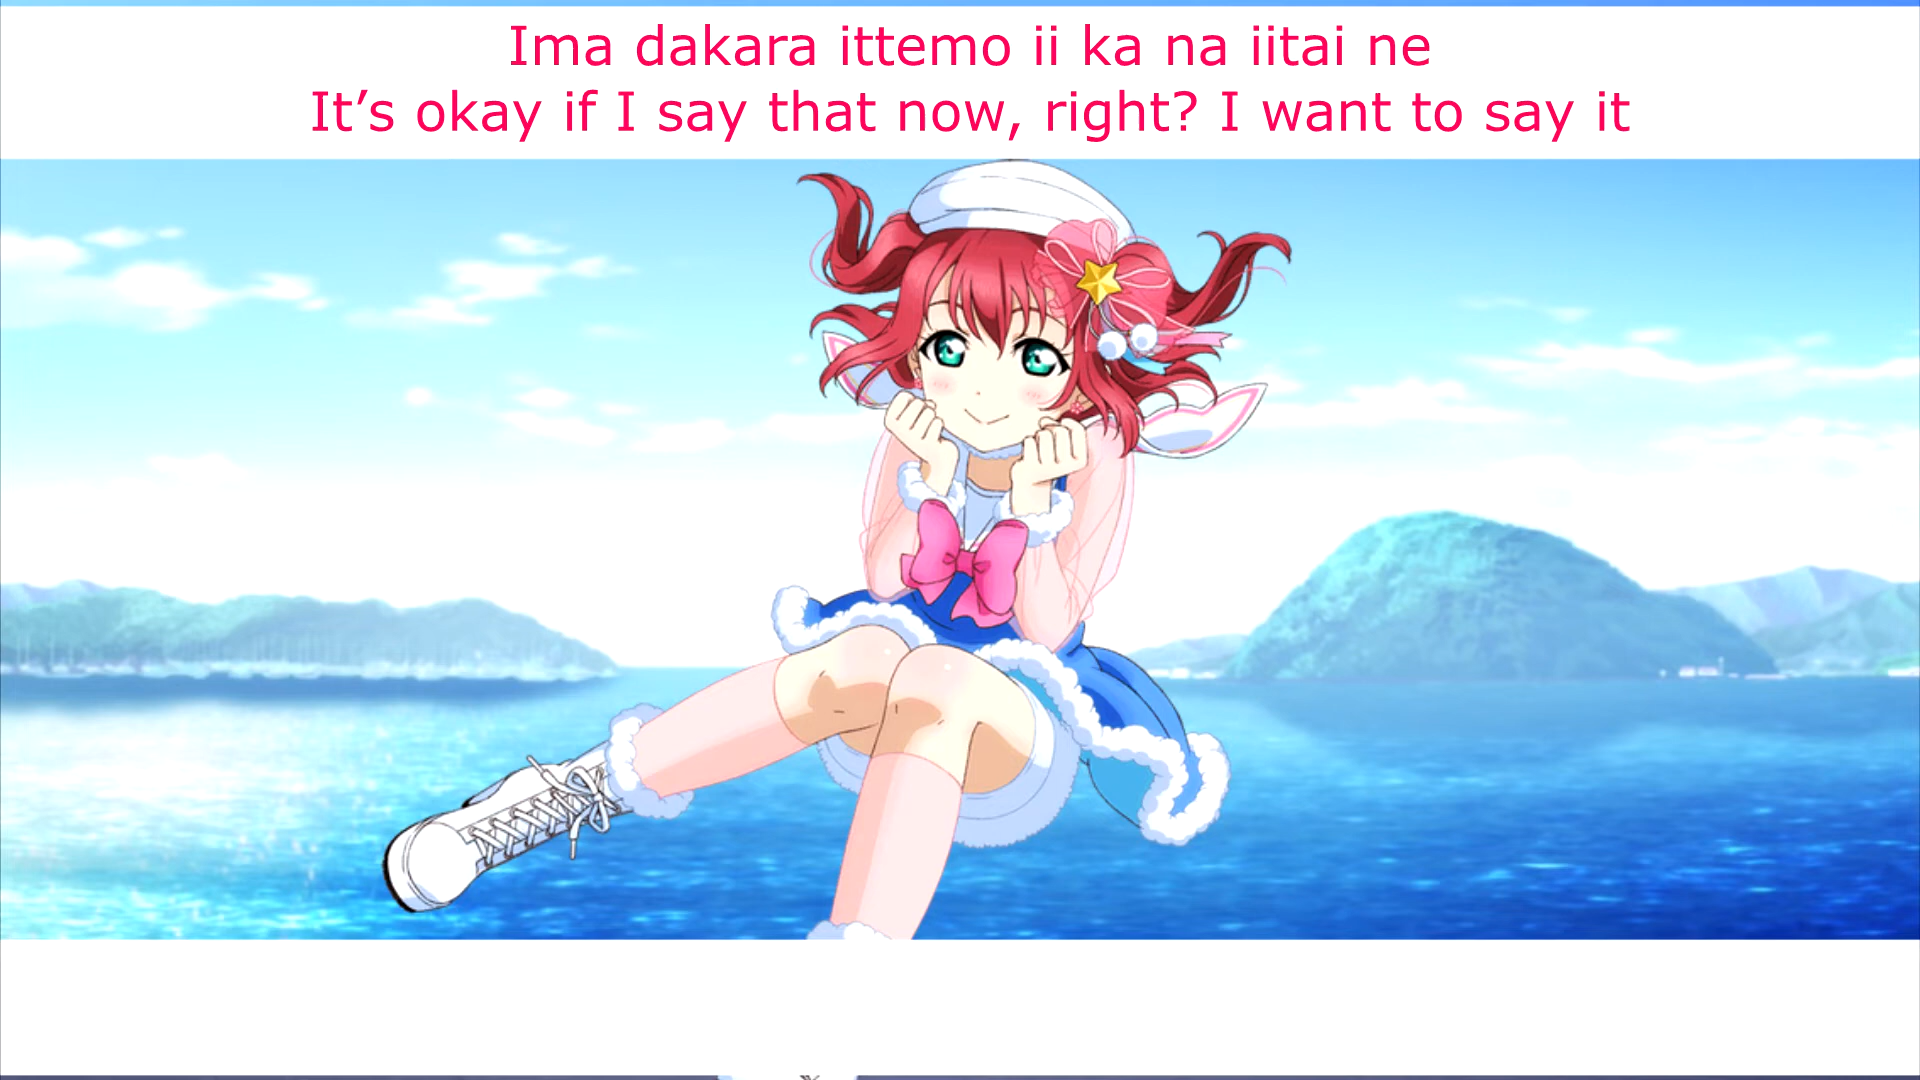 Ima dakara ittemo ii ka na iitai ne
It’s okay if I say that now, right? I want to say it